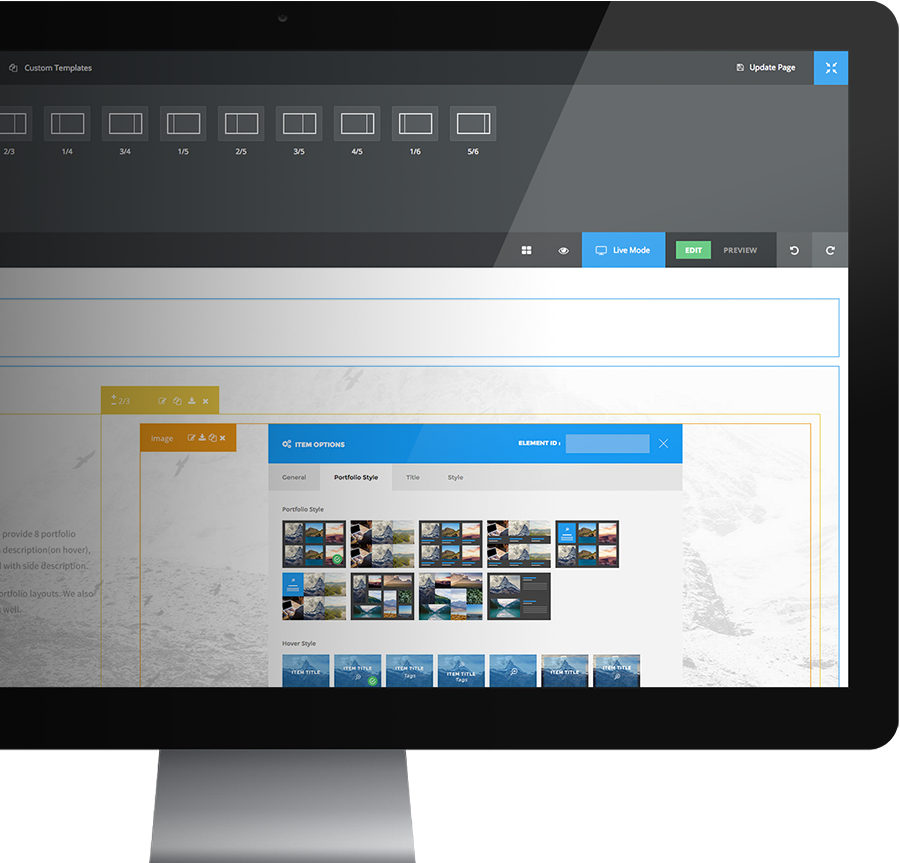 Custom Templates
Update Page
2/3 1/4 3/4 1/5 2/5 3/5 4/5 1/6 5/6
Live Mode EDIT PREVIEW
2/3
Image
ITEM OPTIONS ELEMENT ID :
General Portfolio Style Title Style
Portfolio Style
provide 8 portfolio
description(on hover),
with side description.
portfolio layouts. We also
well.
Hover Style
ITEM TITLE
ITEM TITLE
ITEM TITLE
Tags
ITEM TITLE
Tags
ITEM TITLE
ITEM TITLE